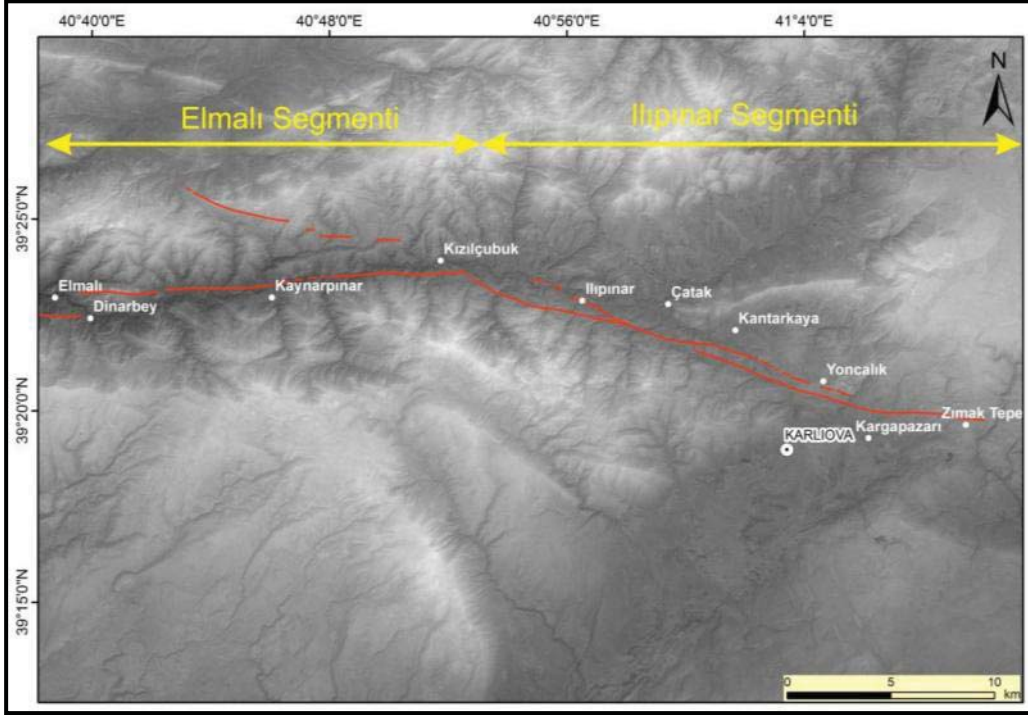 40°40'0"E
40°48'0"E
40°56'0"E
41°4'0"E
N
Elmalı Segmenti
Ilıpınar Segmenti
39°25'0"N
Kızılçubuk
Elmalı
Kaynarpınar
Ilıpınar
Çatak
Dinarbey
Kantarkaya
Yoncalık
39°20'0"N
Zımak Tepe
Kargapazarı
KARLIOVA
39°15'0"N
0 5 10
km